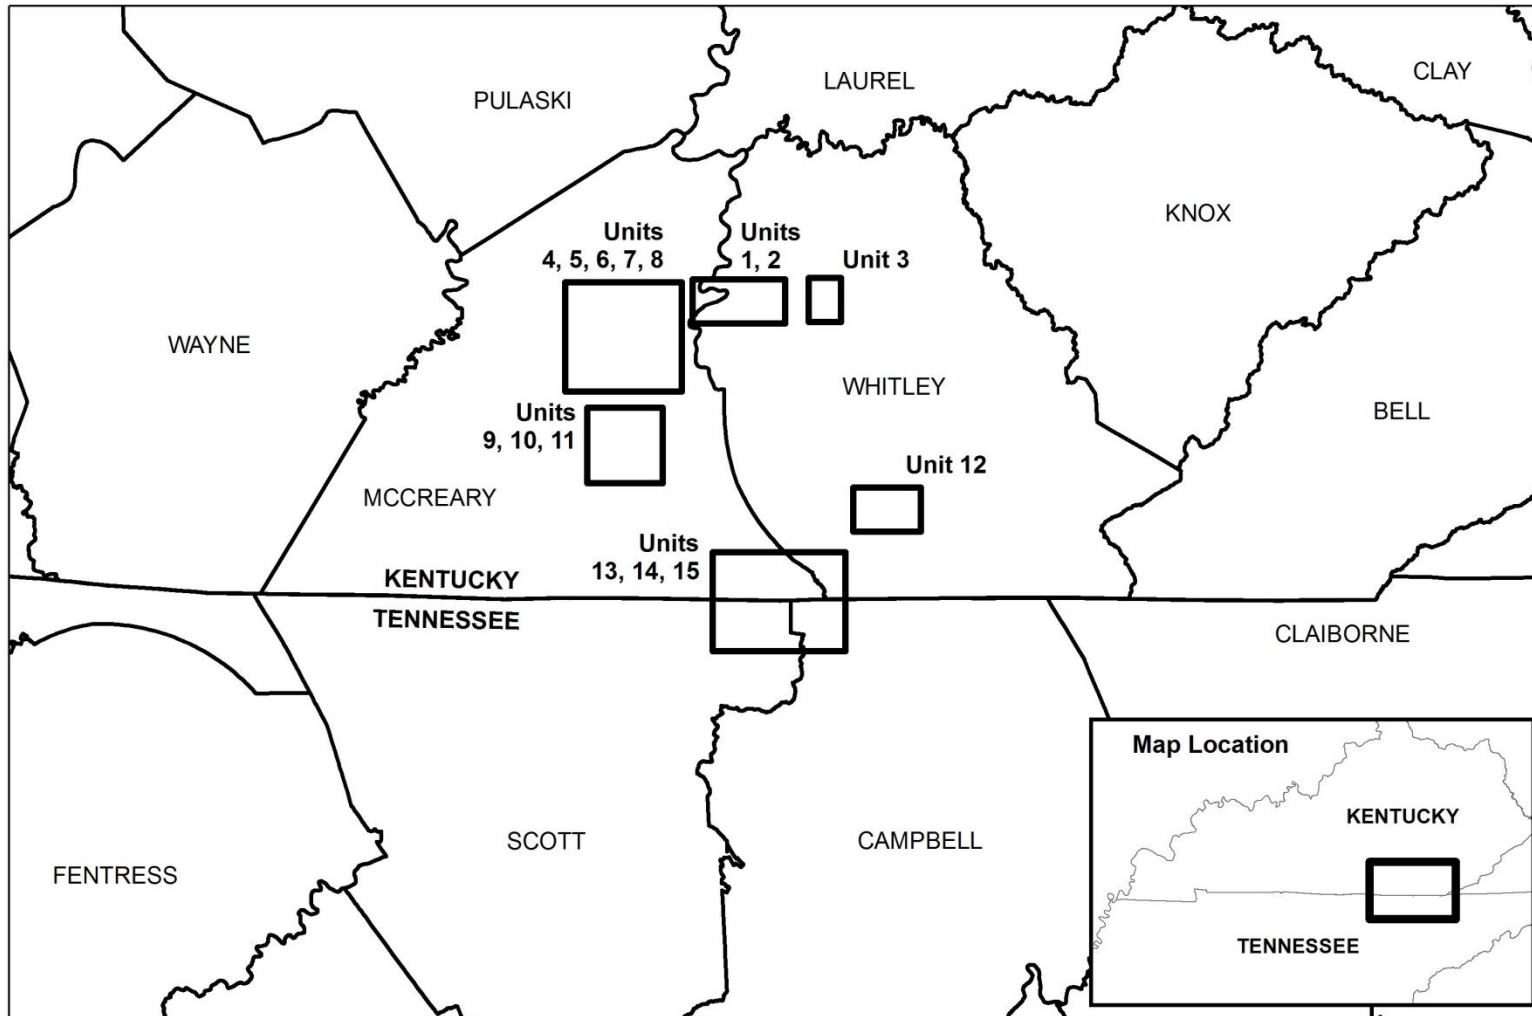 CLAY
LAUREL
PULASKI
KNOX
Units
4, 5, 6, 7, 8
Units
1, 2
Unit 3
WAYNE
WHITLEY
BELL
Units
9, 10, 11
Unit 12
MCCREARY
Units
13, 14, 15
KENTUCKY
TENNESSEE
CLAIBORNE
Map Location
KENTUCKY
TENNESSEE
SCOTT
CAMPBELL
FENTRESS